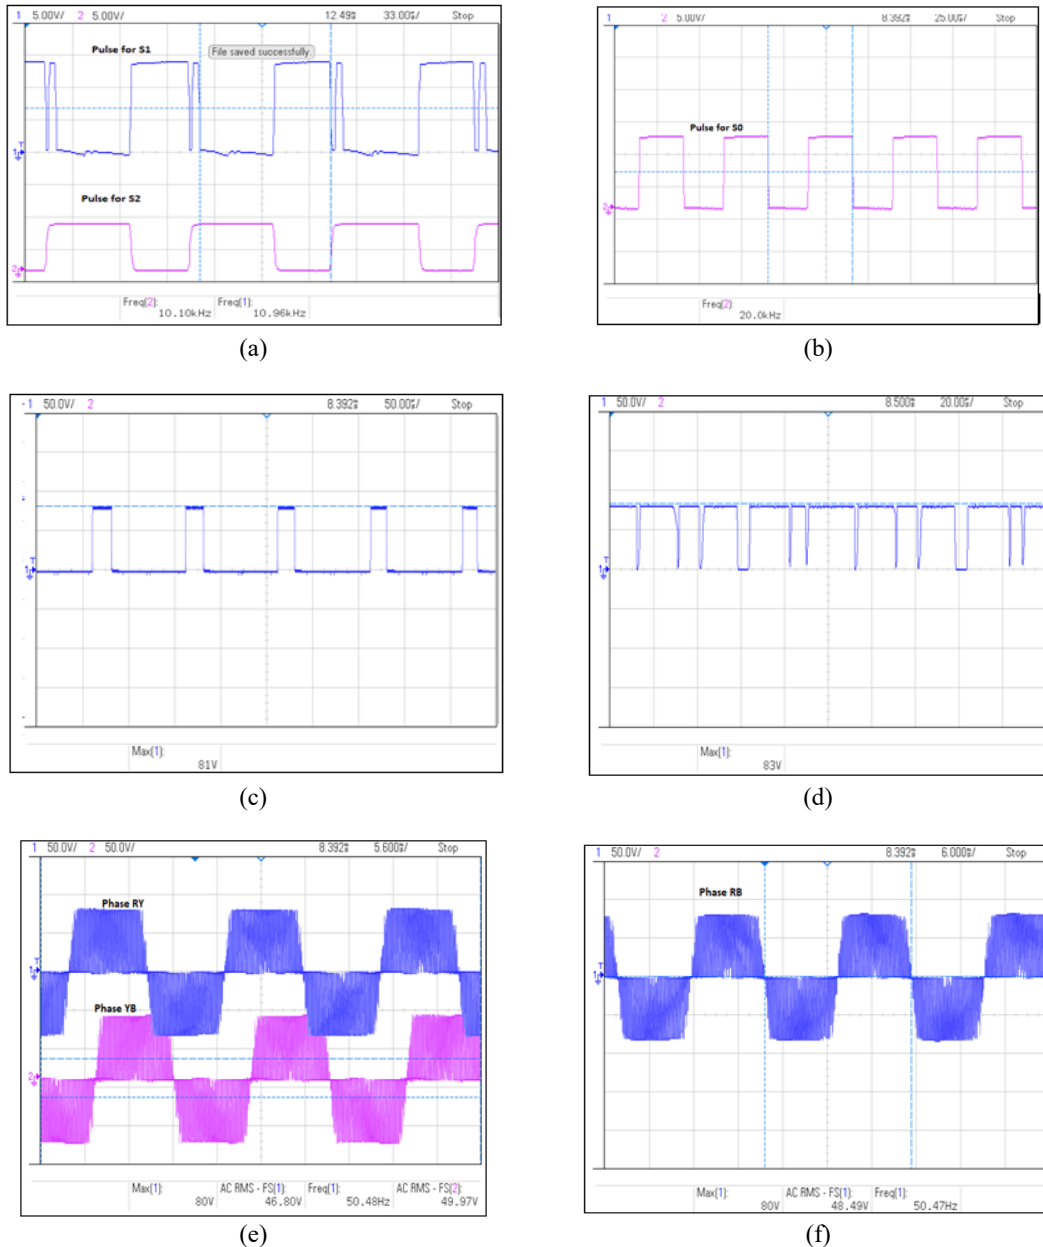 1 5.00V/ 2 5.00V/ 12.49s 33.00s/ Stop
Pulse for S1
File saved successfully.
Pulse for S2
Freq(2): Freq(1):
10.10kHz 10.96kHz
(a)
2 5.00V/ 8.392s 25.00s/ Stop
Pulse for S0
Freq(2):
20.0kHz
(b)
1 50.0V/ 2 8.392s 50.00s/ Stop
Max(1):
81V
(c)
1 50.0V/ 2 8.500s 20.00s/ Stop
Max(1):
83V
(d)
1 50.0V/ 2 50.0V/ 8.392s 5.600s/ Stop
Phase RY
Phase YB
Max(1): AC RMS - FS(1): Freq(1): AC RMS - FS(2):
80V 46.80V 50.48Hz 49.97V
(e)
1 50.0V/ 2 8.392s 6.000s/ Stop
Phase RB
Max(1): AC RMS - FS(1): Freq(1):
80V 48.49V 50.47Hz
(f)